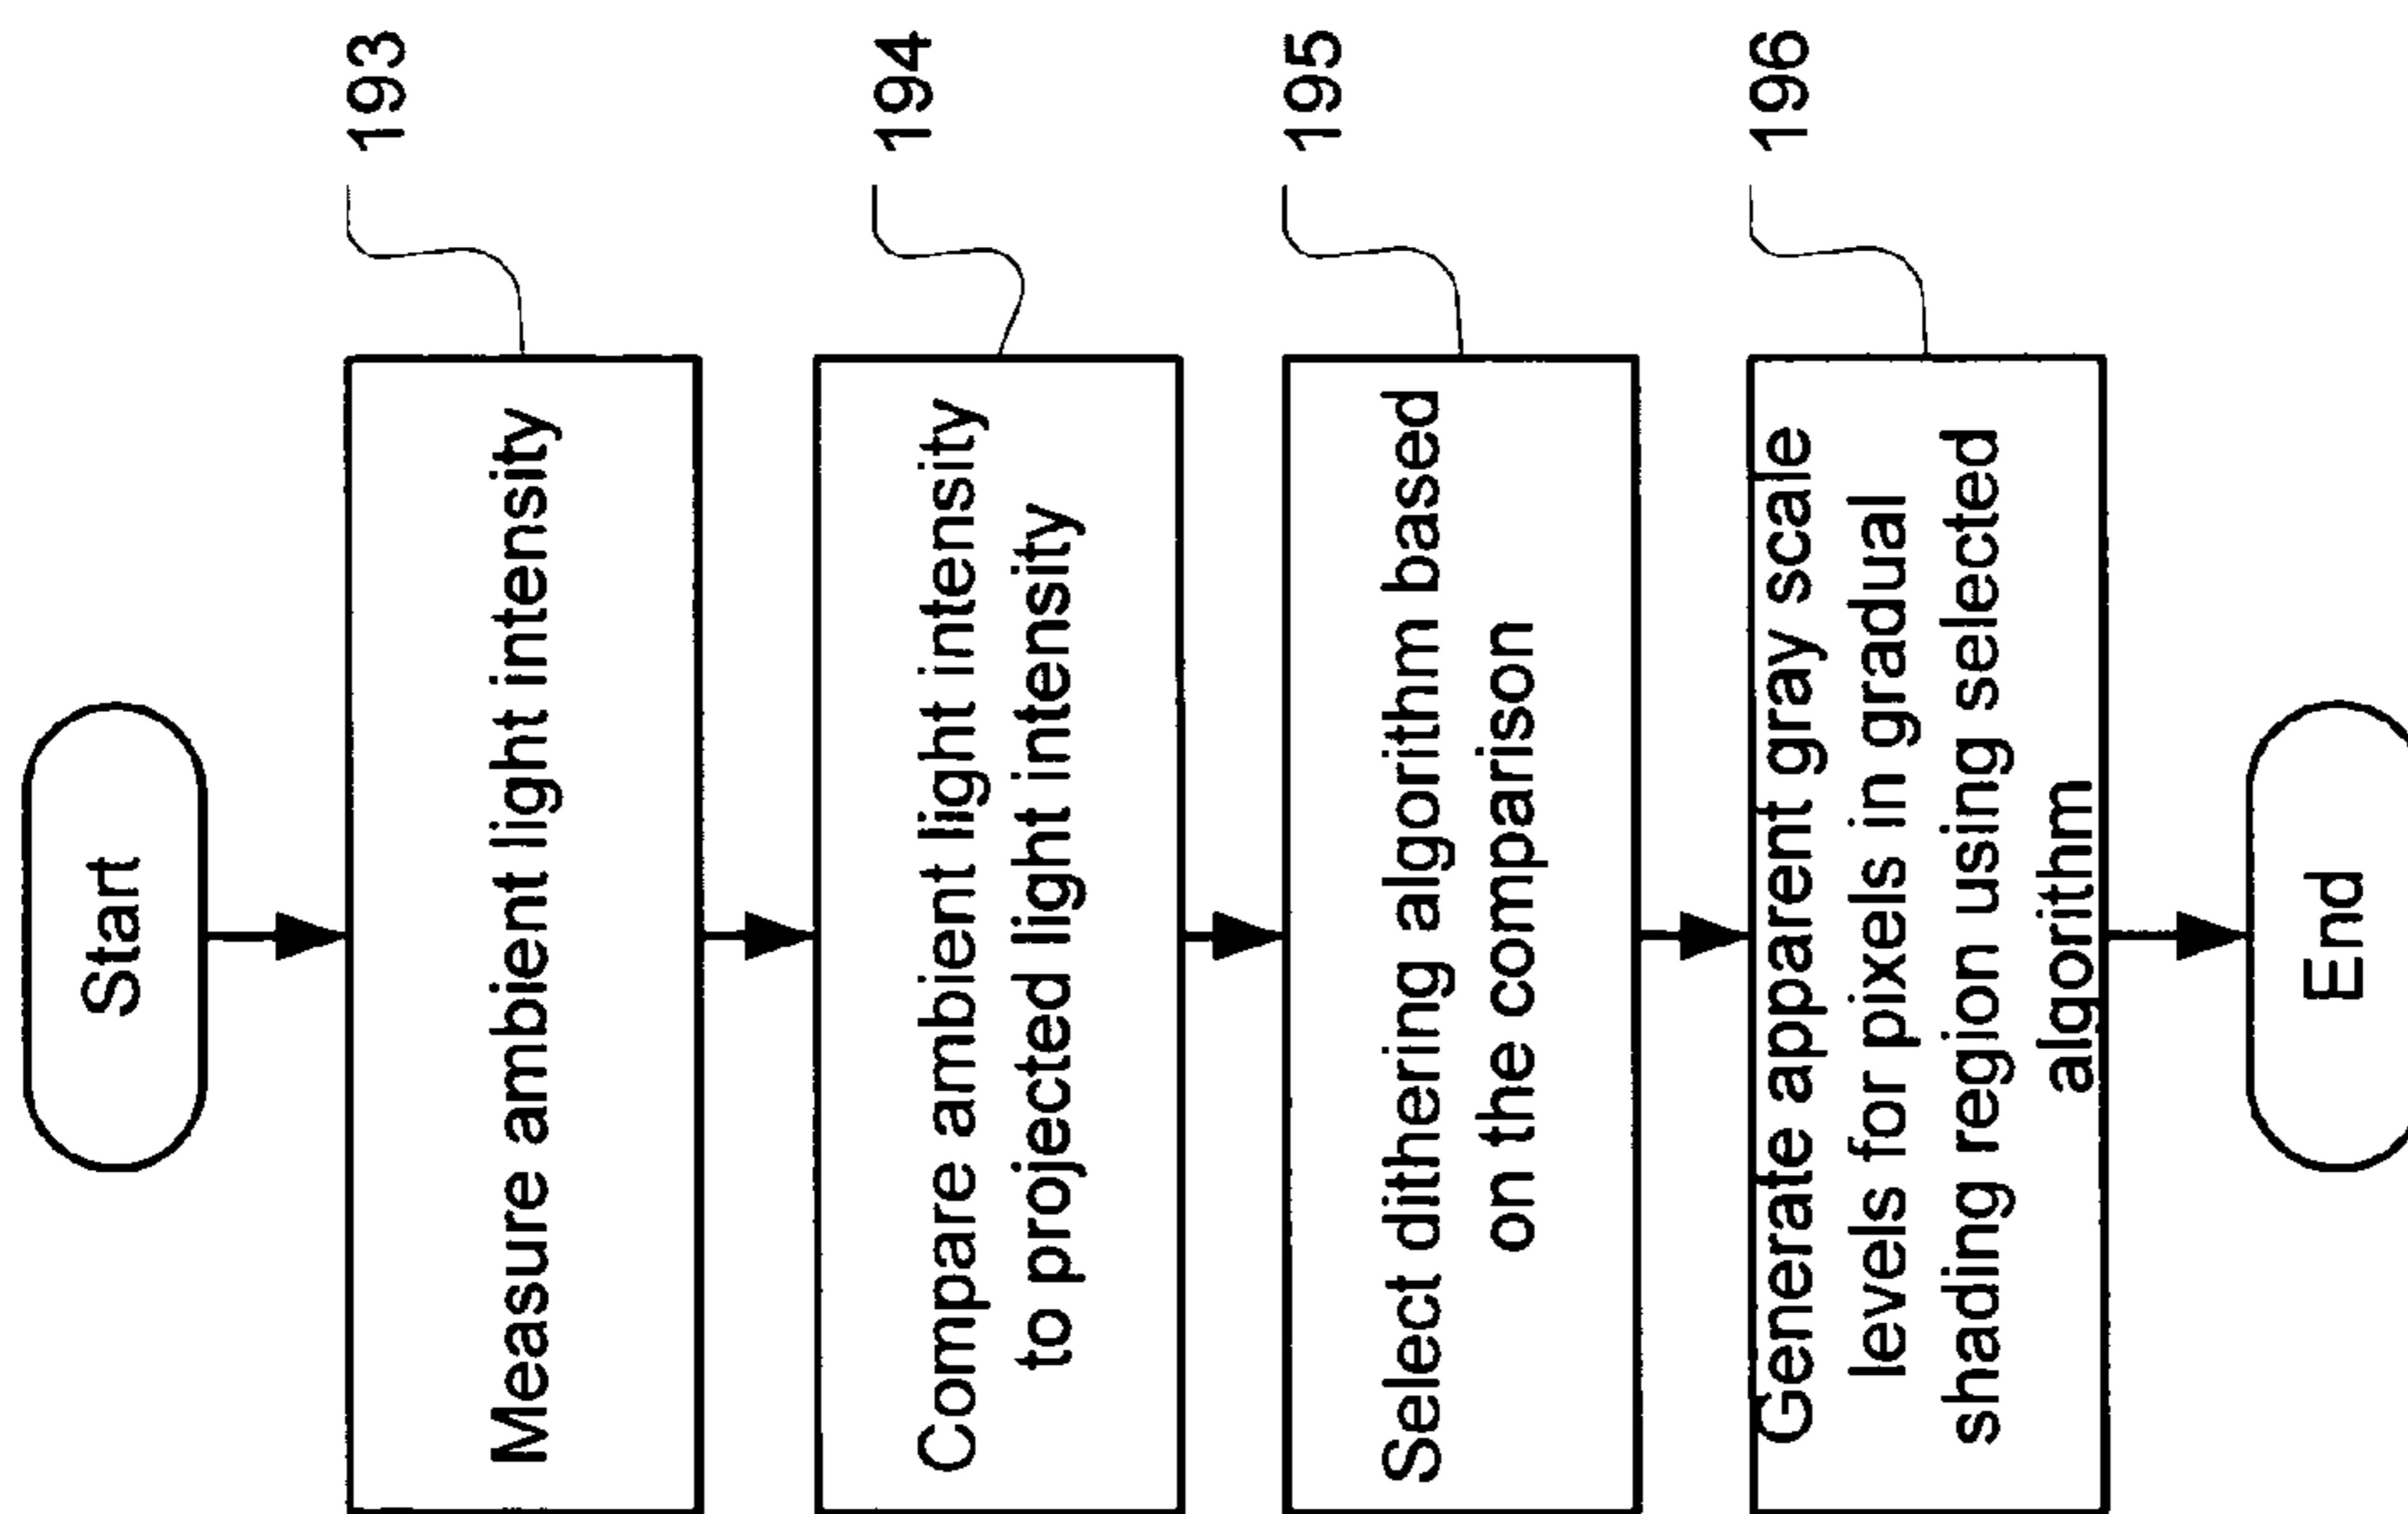 Start
193
Measure ambient light intensity
194
Compare ambient light intensity
to projected light intensity
195
Select dithering algorithm based
on the comparison
196
Generate apparent gray scale
levels for pixels in gradual
shading region using selected
algorithm
End